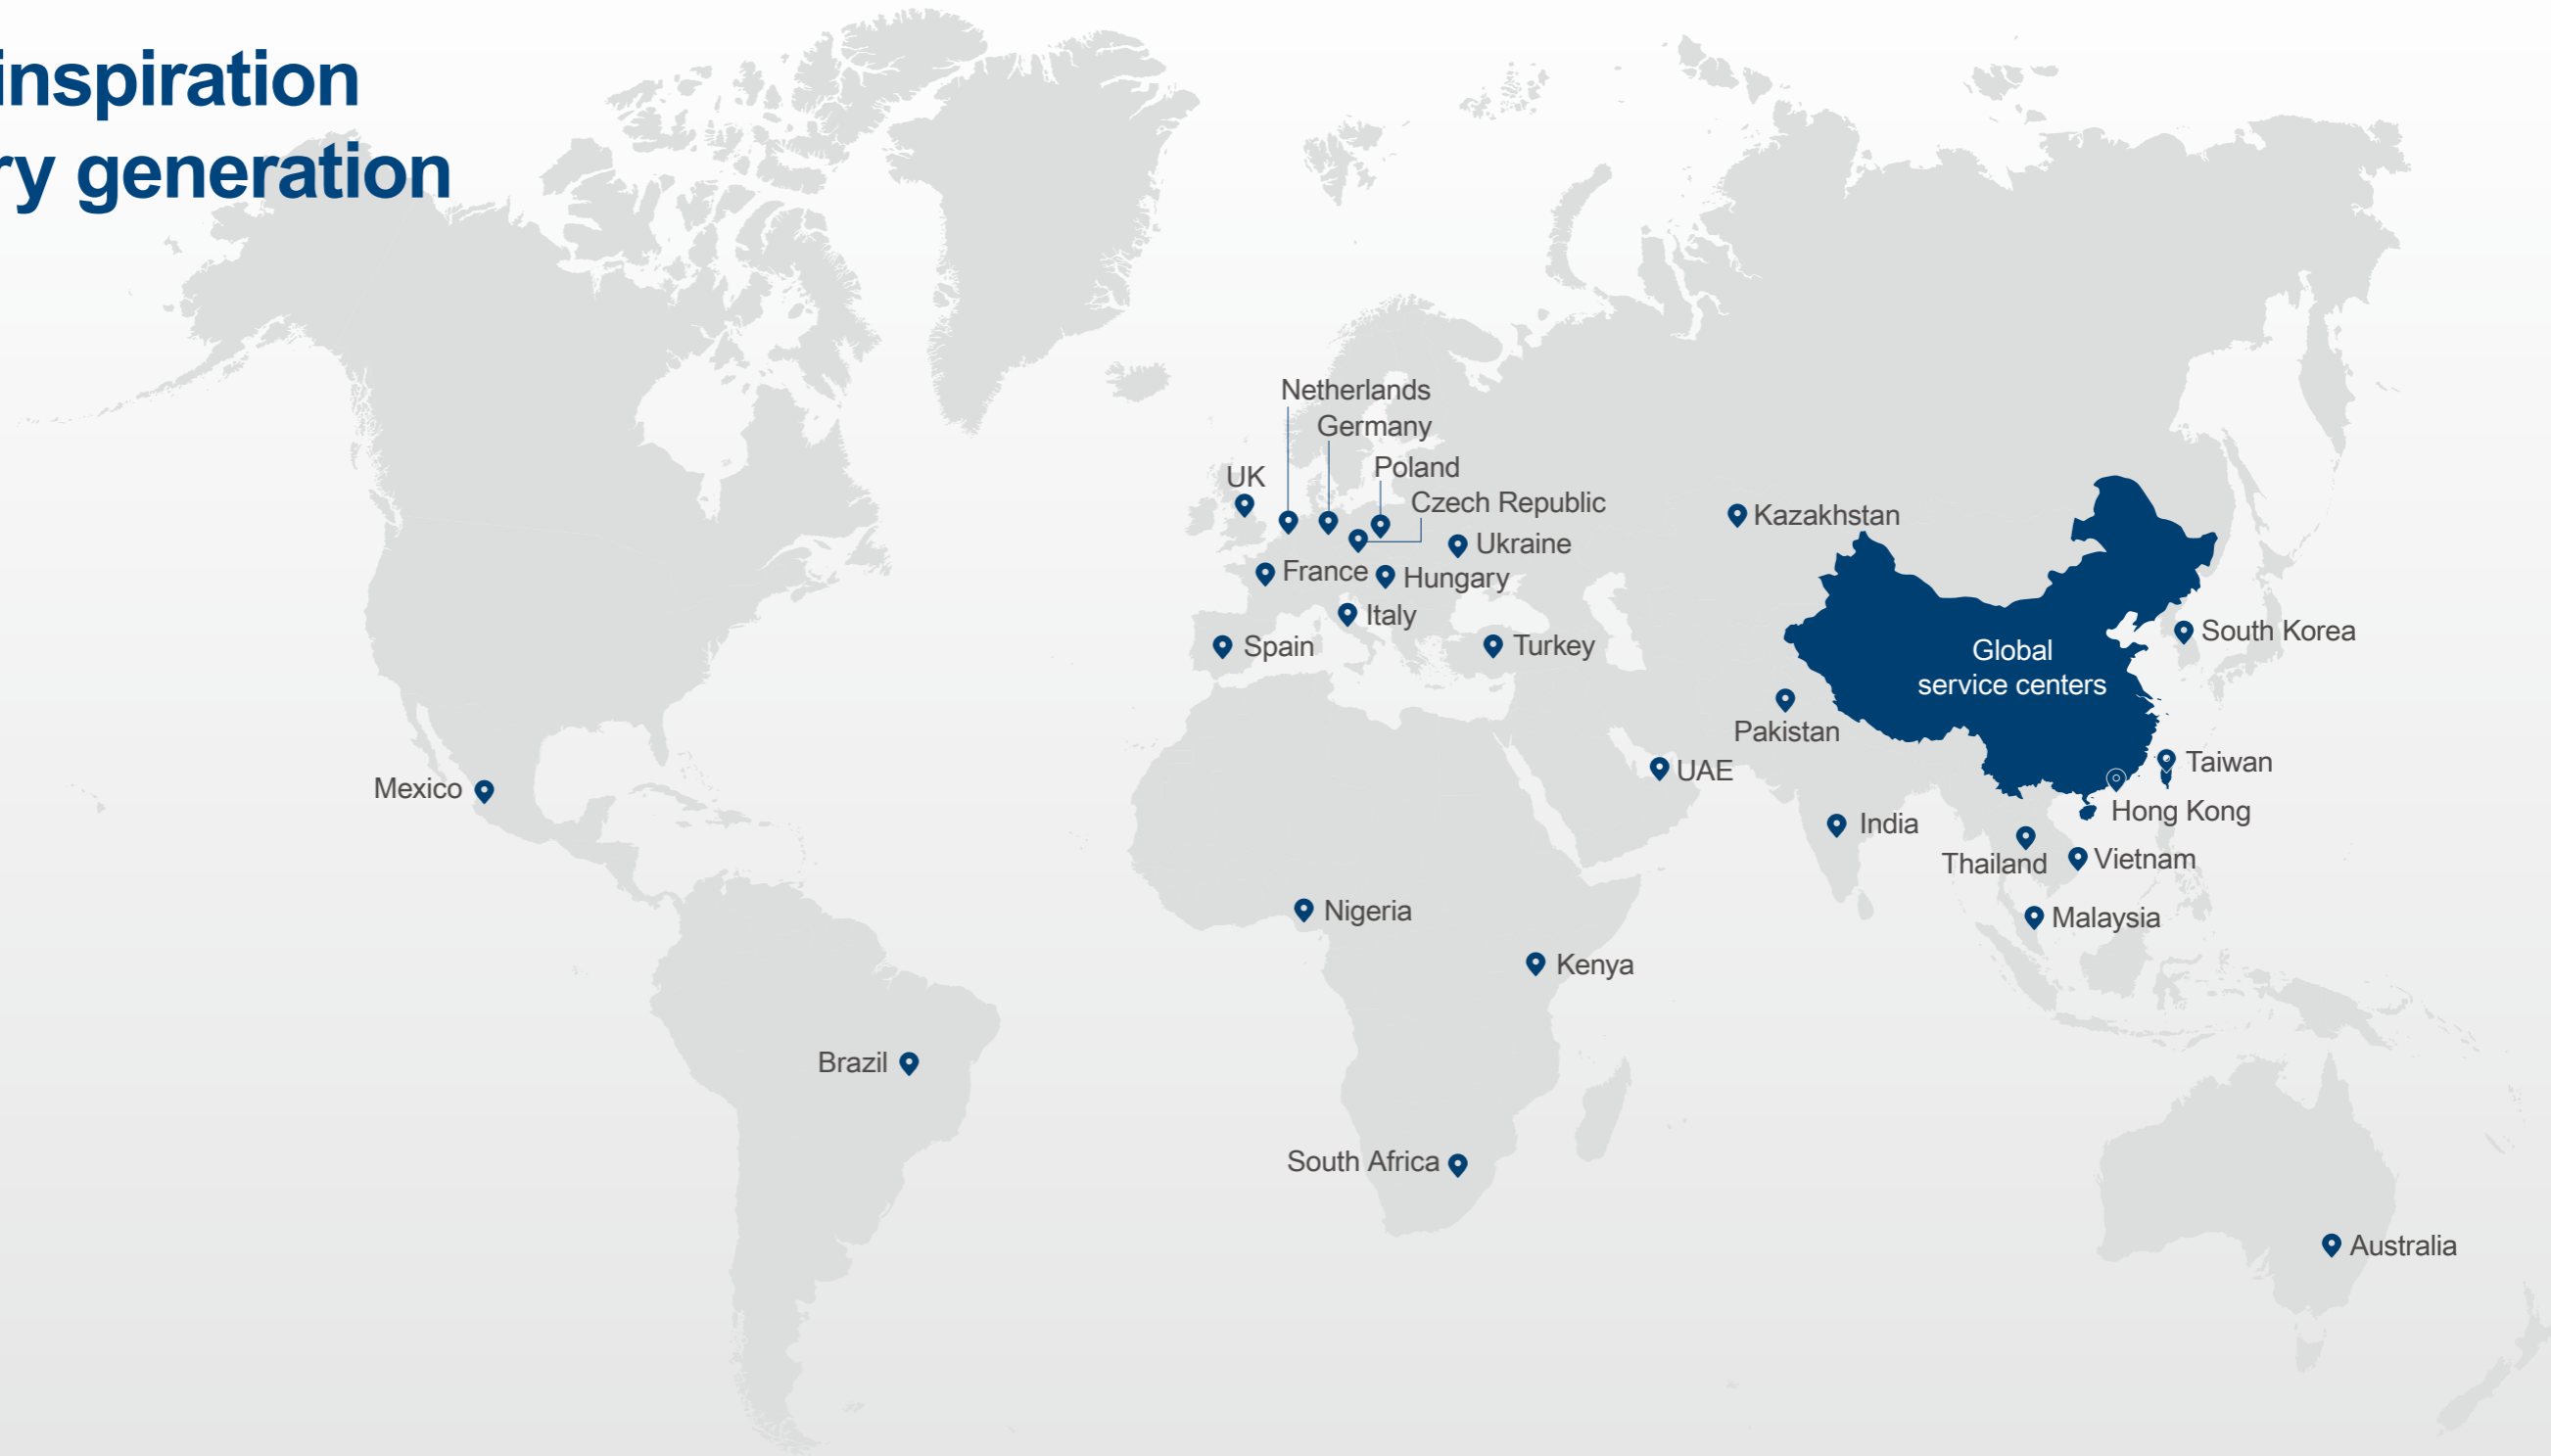 inspiration
ry generation
Netherlands
Germany
Poland
UK
Czech Republic
Kazakhstan
Ukraine
France
Hungary
Italy
South Korea
Spain
Turkey
Global
service centers
Pakistan
Taiwan
UAE
Mexico
Hong Kong
India
Vietnam
Thailand
Nigeria
Malaysia
Kenya
Brazil
South Africa
Australia